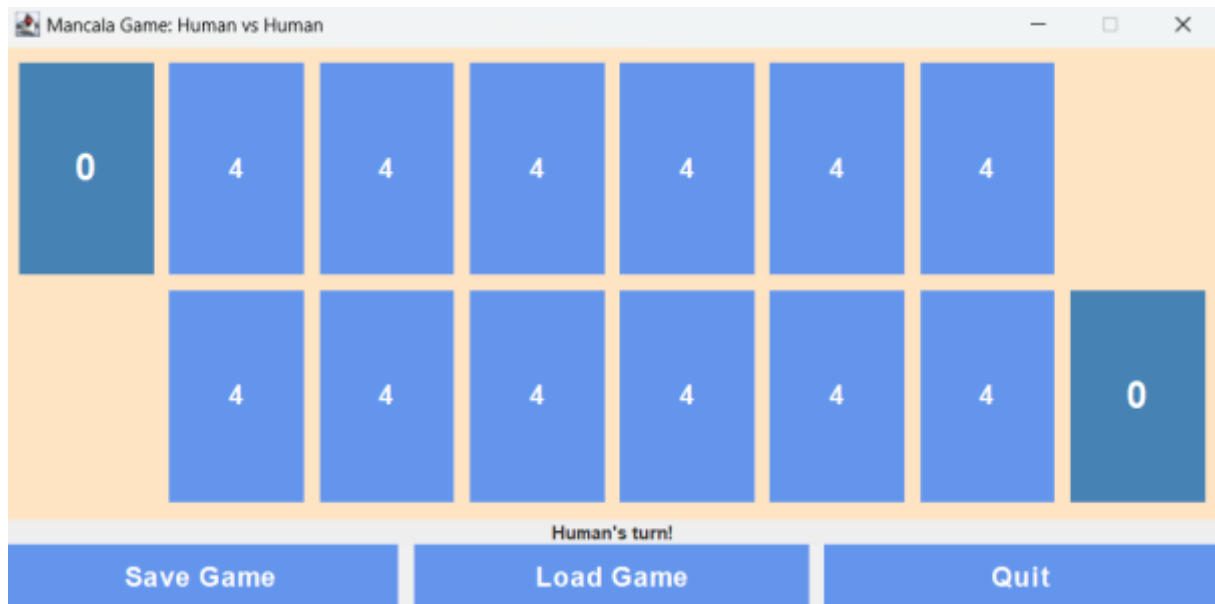 Mancala Game: Human vs Human
0 4 4 4 4 4 4
4 4 4 4 4 4 0
Human's turn!
Save Game Load Game Quit